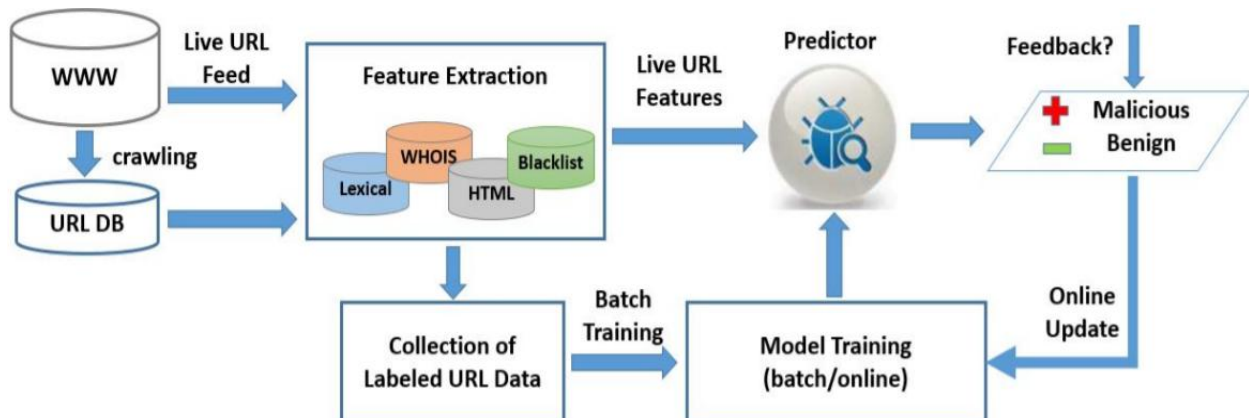 WWW
Live URL
Feed
crawling
URL DB
Feature Extraction
Lexical
WHOIS
HTML
Blacklist
Live URL
Features
Predictor
Feedback?
Malicious
Benign
Collection of
Labeled URL Data
Batch
Training
Model Training
(batch/online)
Online
Update